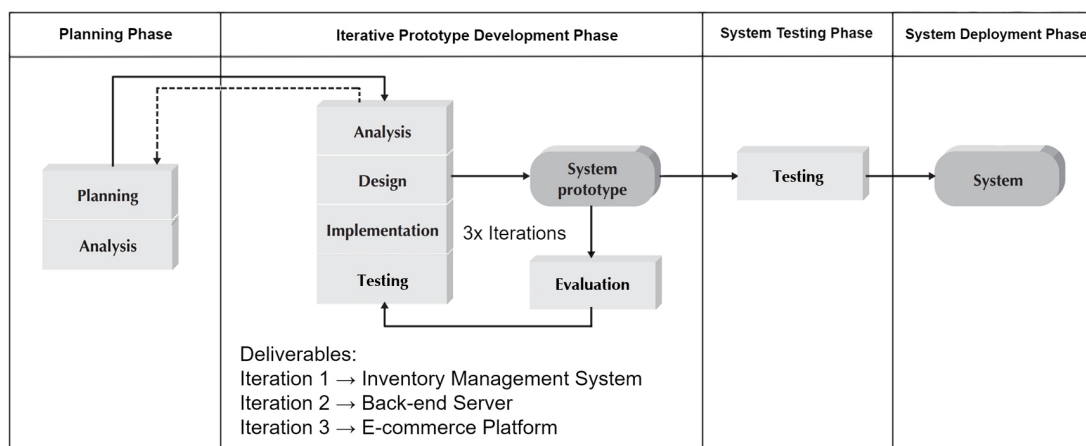 Planning Phase
Iterative Prototype Development Phase
System Testing Phase
System Deployment Phase
Planning
Analysis
Analysis
Design
Implementation
Testing
System
prototype
3x Iterations
Evaluation
Testing
System
Deliverables:
Iteration 1 → Inventory Management System
Iteration 2 → Back-end Server
Iteration 3 → E-commerce Platform